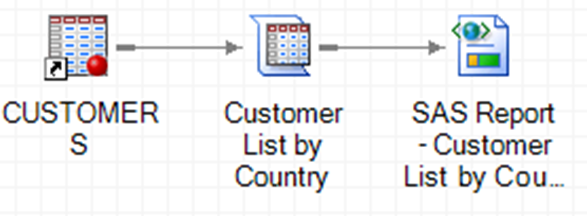 CUSTOMER
S
Customer
List by
Country
SAS Report
- Customer
List by Cou...